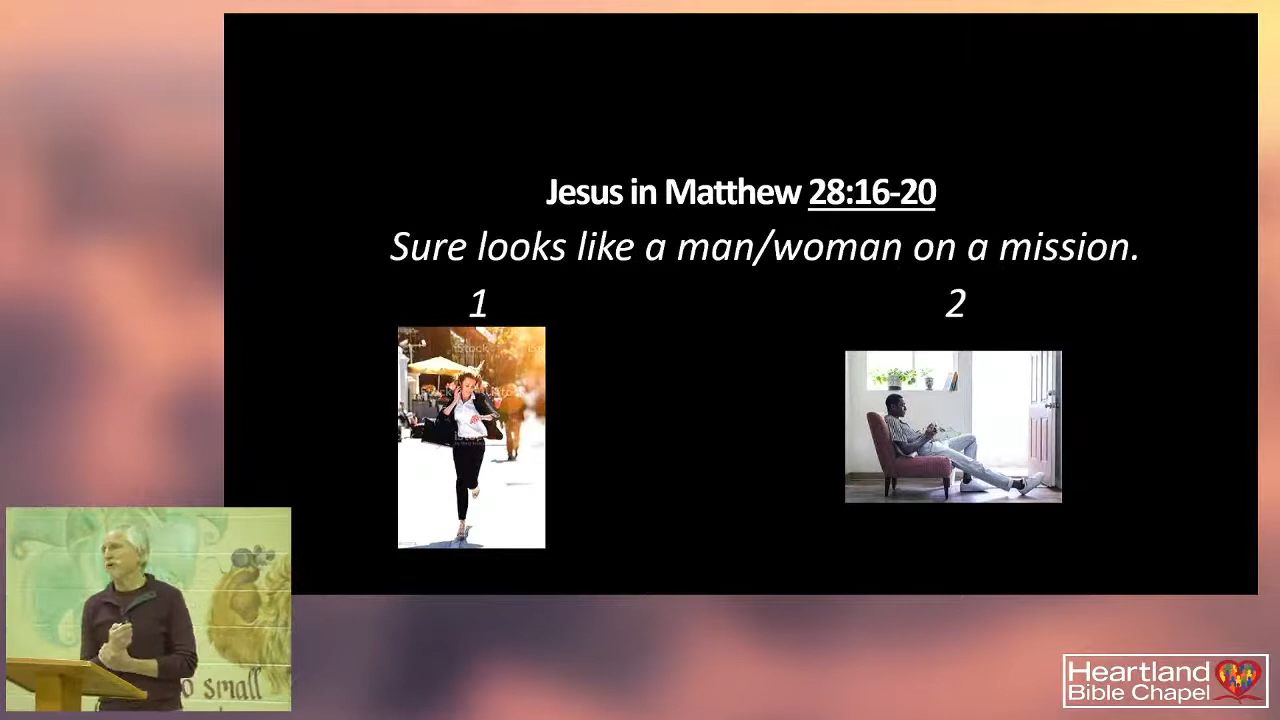 Jesus in Matthew 28:16-20
Sure looks like a man/woman on a mission.
1
2
iStock
o small
Heartland
Bible Chapel